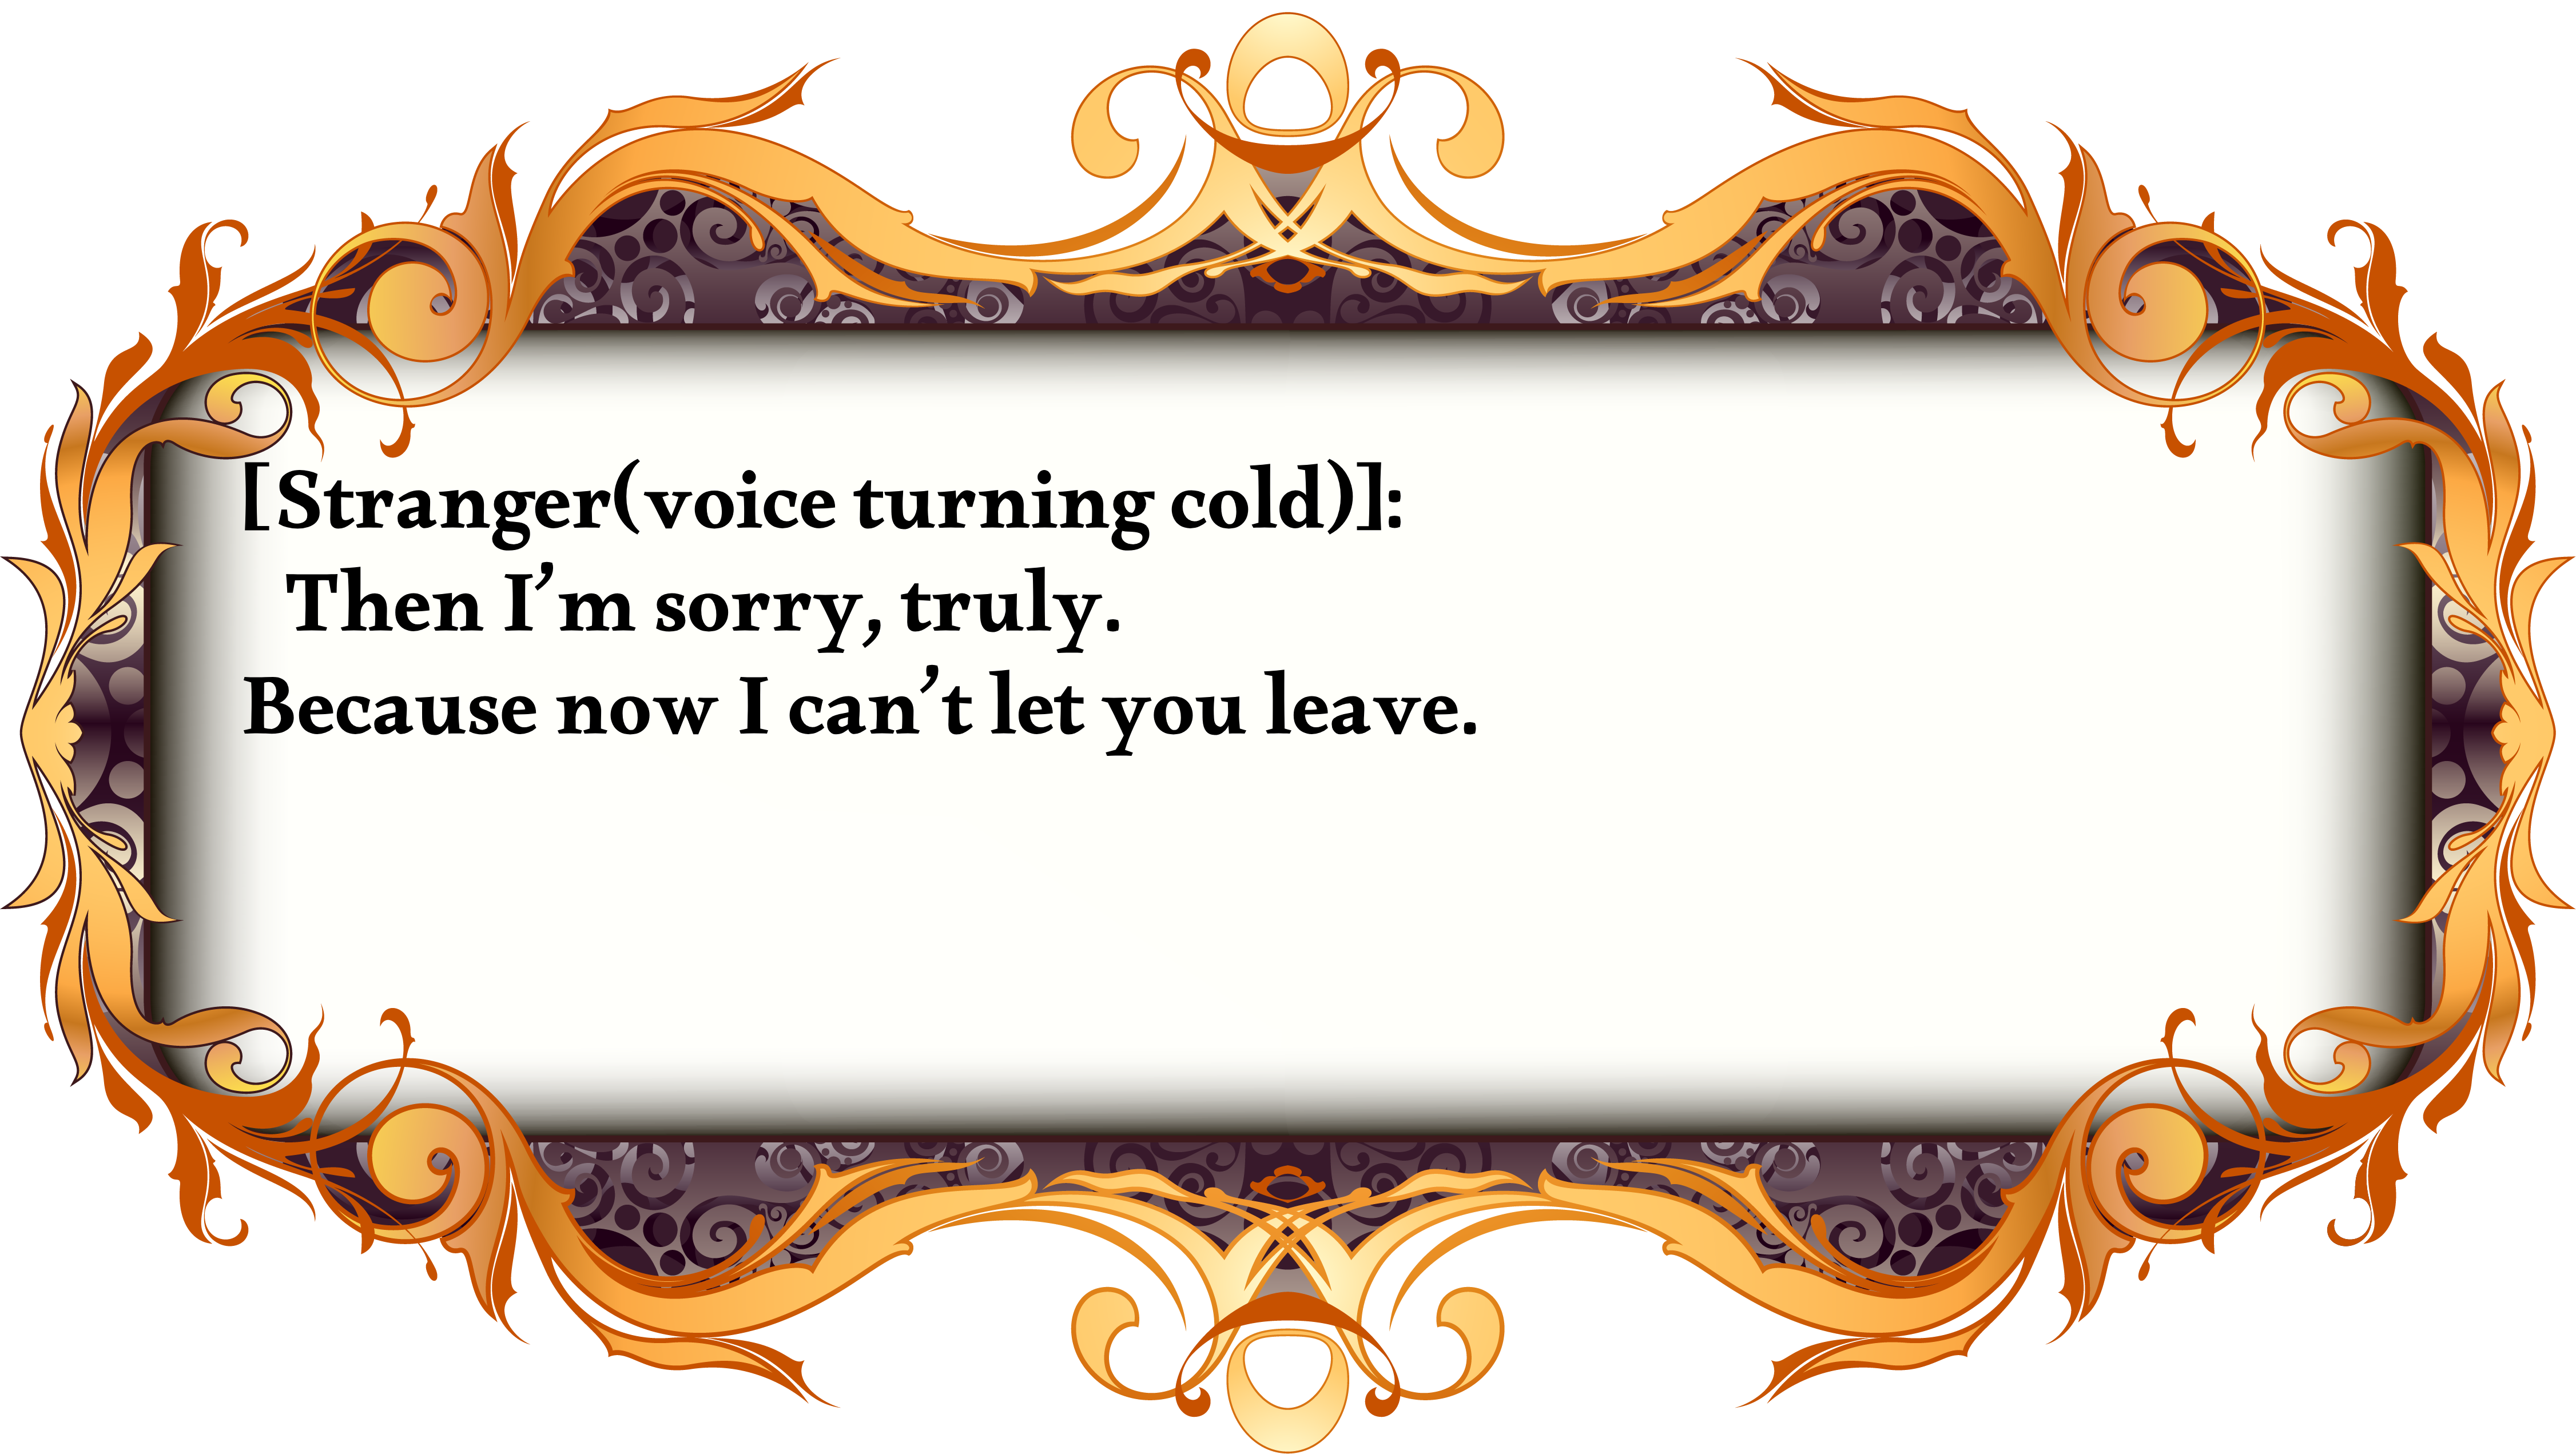 [Stranger(voice turning cold)]:
Then I’m sorry, truly.
Because now I can’t let you leave.